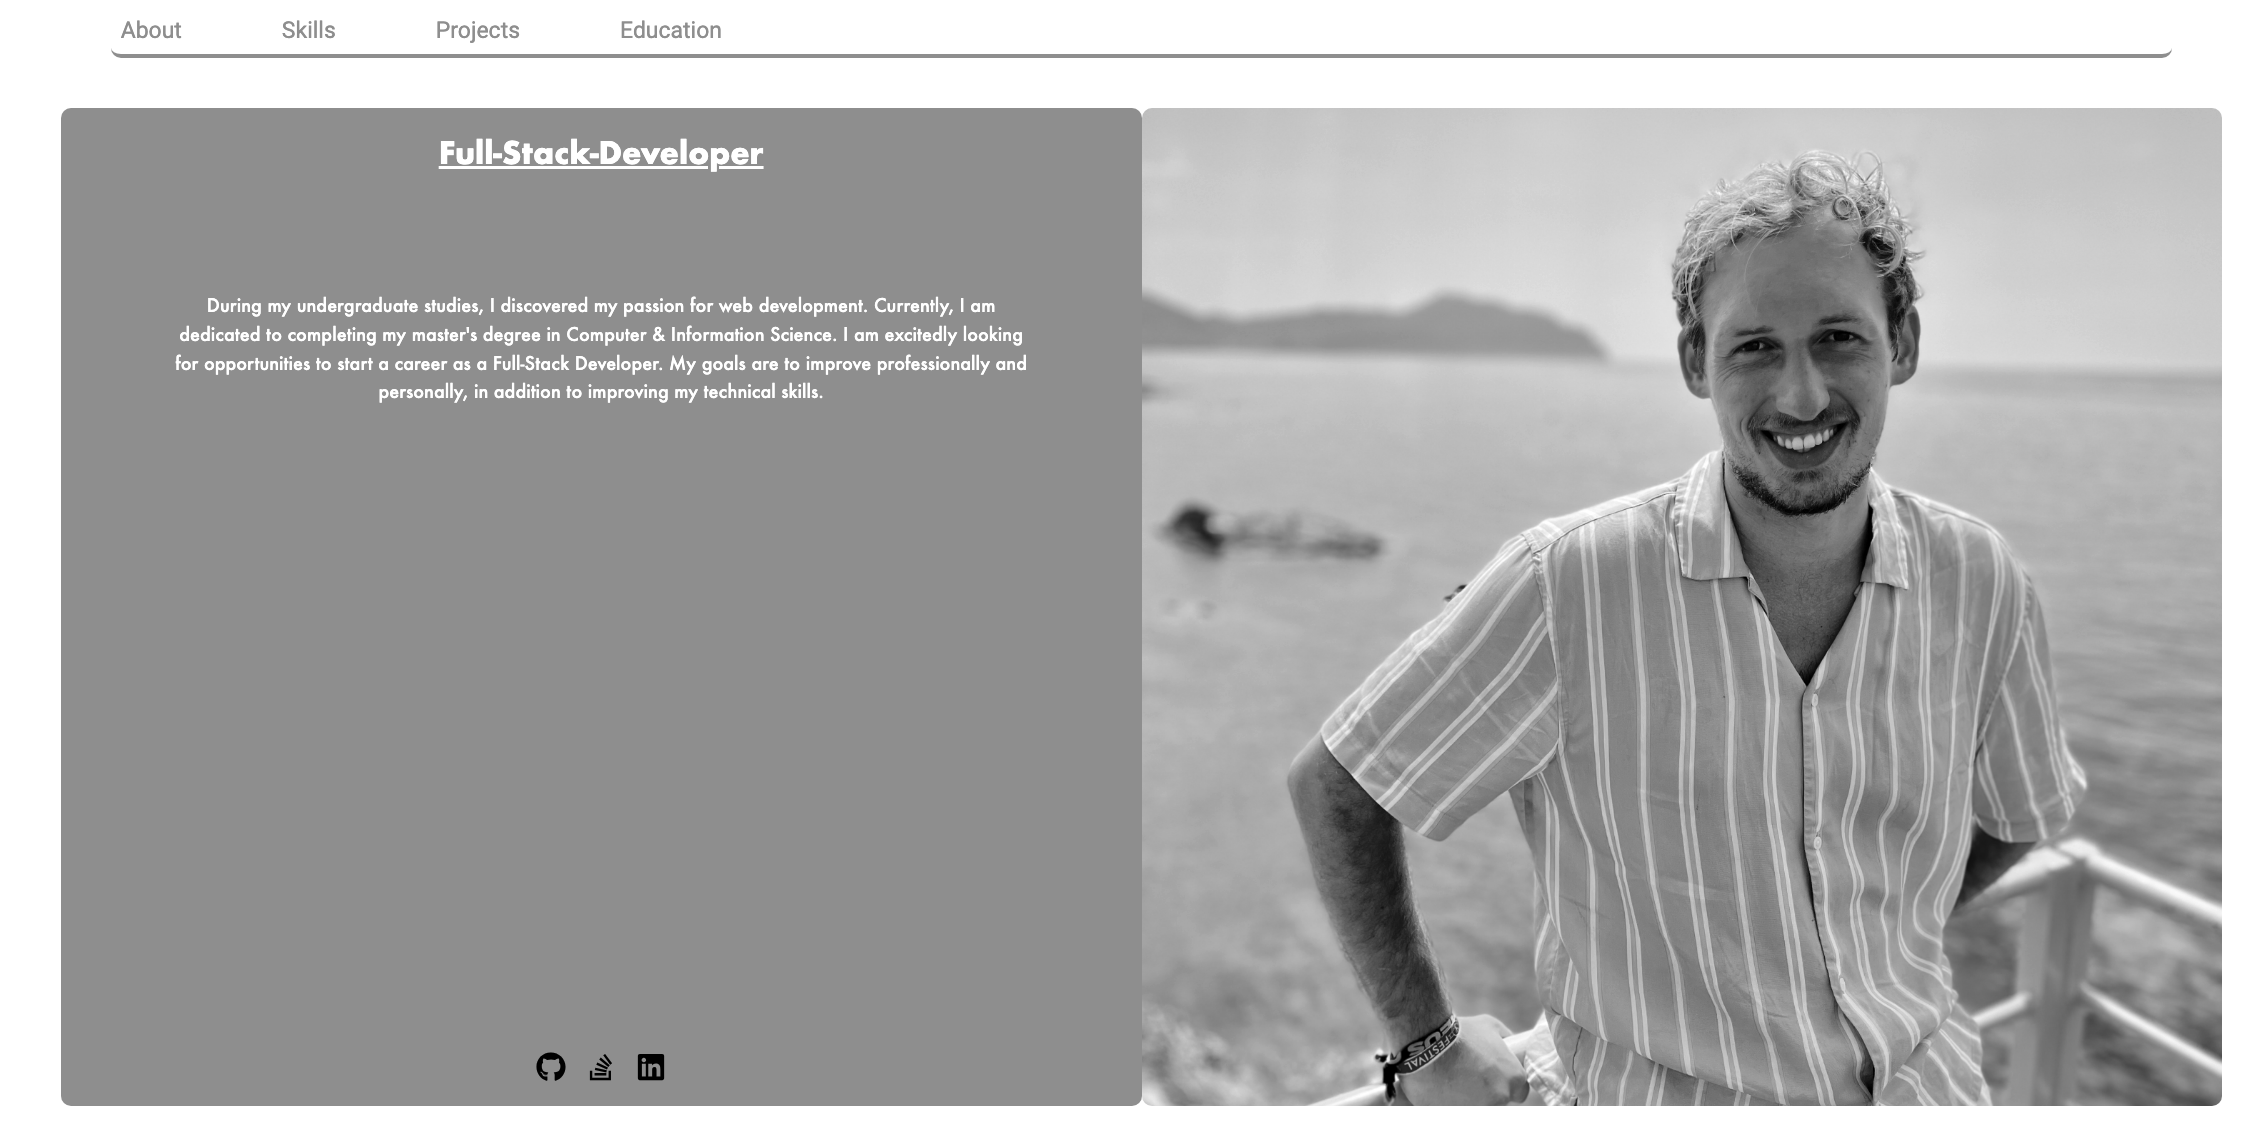 About Skills Projects Education
Full-Stack-Developer
During my undergraduate studies, I discovered my passion for web development. Currently, I am
dedicated to completing my master's degree in Computer & Information Science. I am excitedly looking
for opportunities to start a career as a Full-Stack Developer. My goals are to improve professionally and
personally, in addition to improving my technical skills.
in
FESTIVAL